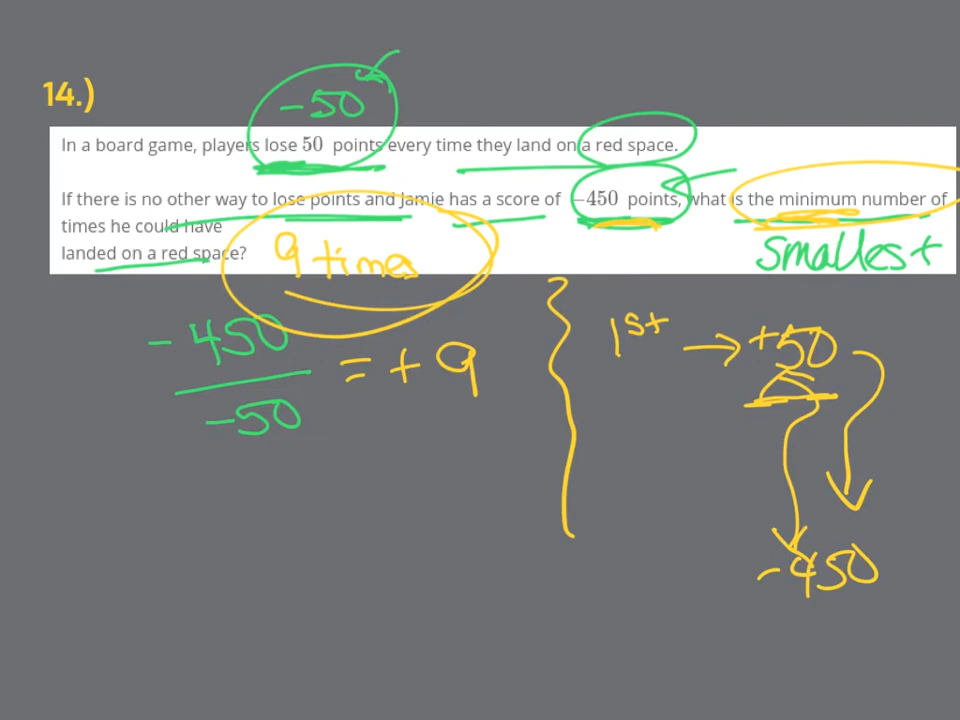 14.)
-50
In a board game, players lose 50 points every time they land on a red space.
If there is no other way to lose points and Jamie has a score of -450 points, what is the minimum number of
times he could have
landed on a red space?
9 times
smallest
-450
-50
= +9
1st → +50
-450